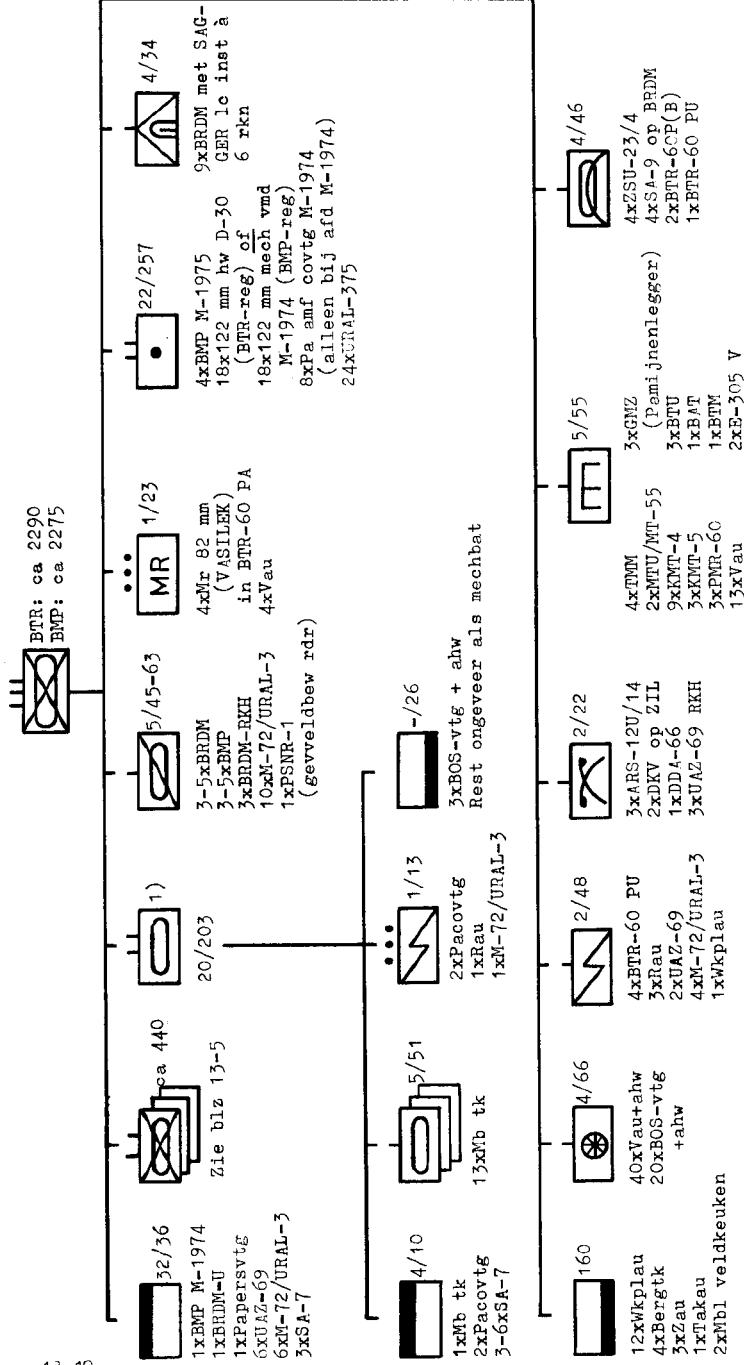 BTR: ca 2290
BMP: ca 2275
32/36
1xBMP M-1974
1xBRDM-U
1xPapersvtg
6xUAZ-69
6xM-72/URAL-3
3xSA-7
ca 440
Zie blz 13-5
1)
20/203
5/45-63
3-5xBRDM
3-5xBMP
3xBRDM-RKH
10xM-72/URAL-3
1xPSNR-1
(gevveldbew rdr)
MR
1/23
4xMr 82 mm
(VASILEK)
in BTR-60 PA
4xVau
22/257
4xBMP M-1975
18x122 mm hw D-30
(BTR-reg) of
18x122 mm mech vmd
M-1974 (BMP-reg)
8xPa amf covtg M-1974
(alleen bij afd M-1974)
24xURAL-375
4/34
9xBRDM met SAG-
GER lc inst à
6 rkn
4/10
1xMb tk
2xPacovtg
3-6xSA-7
5/51
13xMb tk
1/13
2xPacovtg
1xRau
1xM-72/URAL-3
-/26
3xBOS-vtg + ahw
Rest ongeveer als mechbat
160
12xWkplau
4xBergtk
3xZau
1xTakau
2xMbl veldkeuken
4/66
40xVau+ahw
20xBOS-vtg
+ahw
2/48
4xBTR-60 PU
3xRau
2xUAZ-69
4xM-72/URAL-3
1xWkplau
2/22
3xARS-12U/14
2xDKV op ZIL
1xDDA-66
3xUAZ-69 RKH
5/55
4xTMM
2xMTU/MT-55
9xKMT-4
3xKMT-5
3xPMR-60
13xVau
3xGMZ
(Pamijnenlegger)
3xBTU
1xBAT
1xBTM
2xE-305 V
4/46
4xZSU-23/4
4xSA-9 op BRDM
2xBTR-60P(B)
1xBTR-60 PU